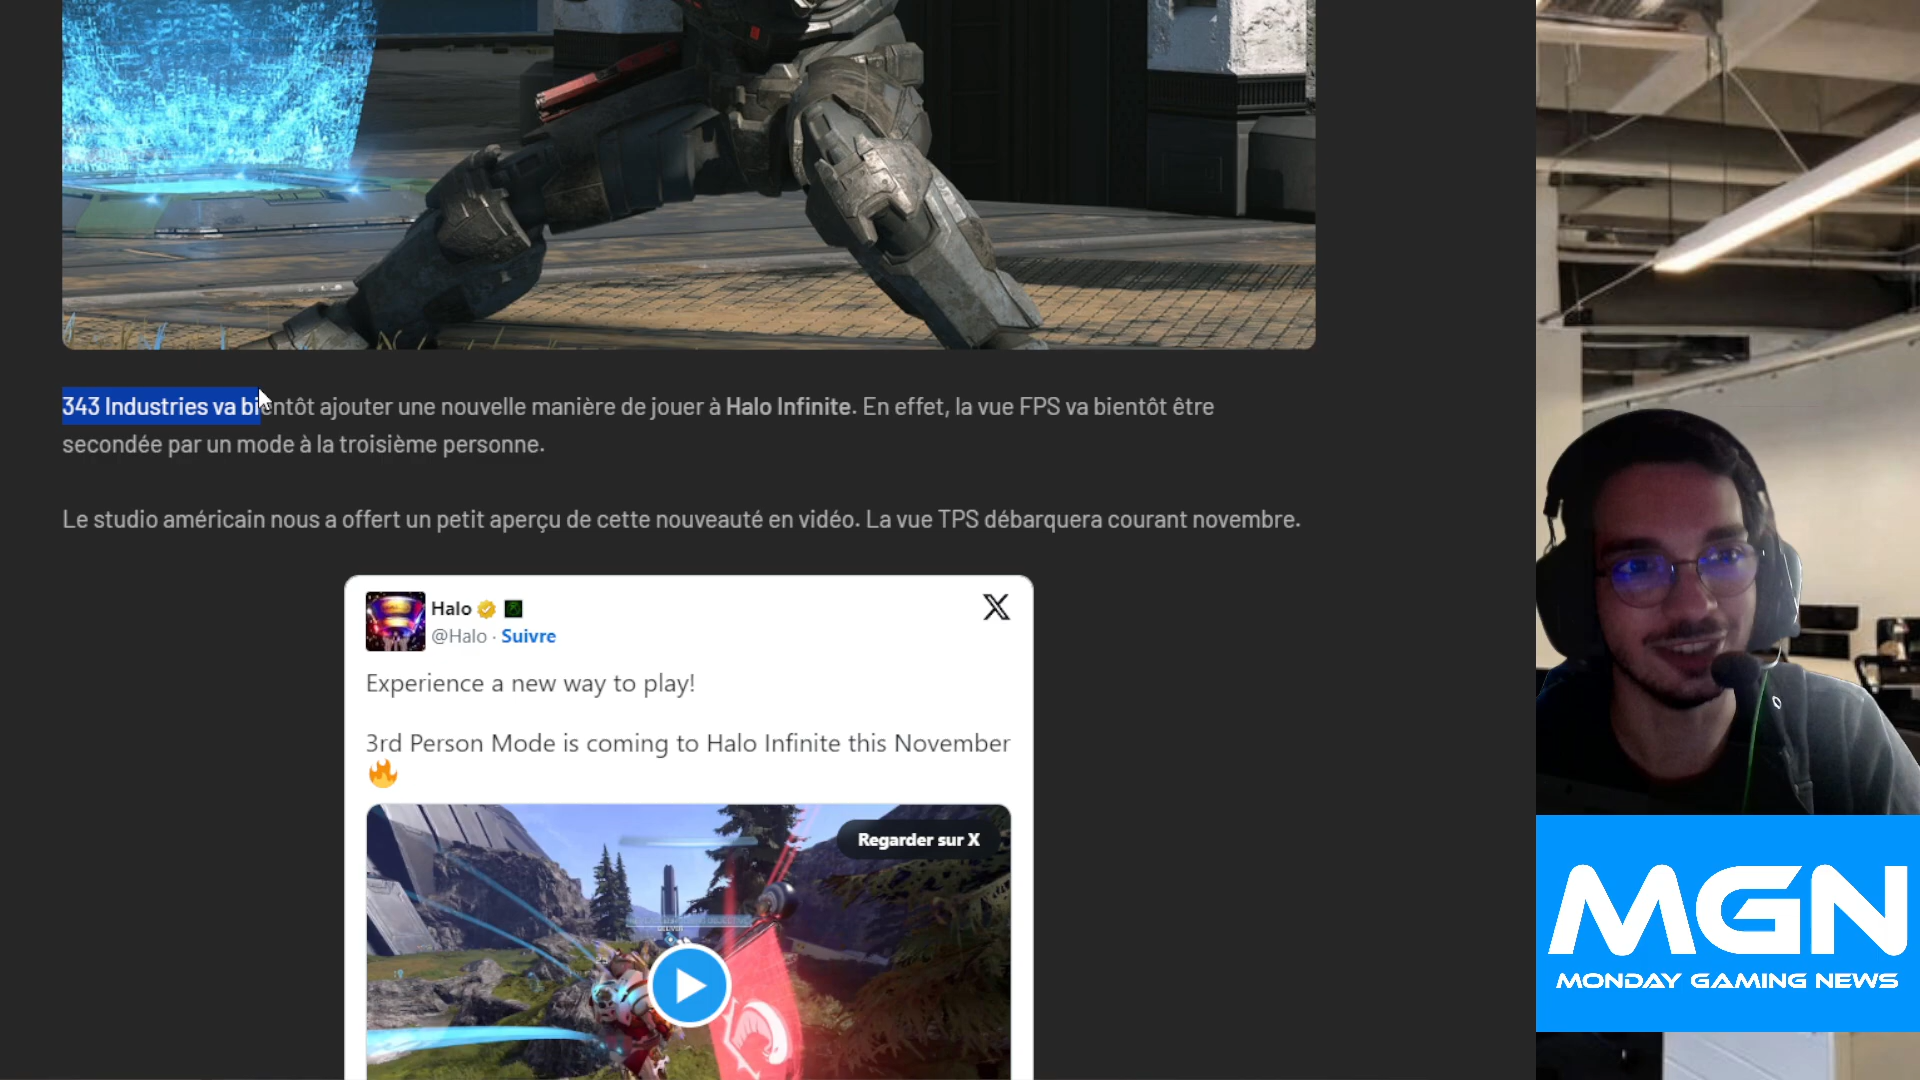 343 Industries va bientôt ajouter une nouvelle manière de jouer à Halo Infinite. En effet, la vue FPS va bientôt être
secondée par un mode à la troisième personne.
Le studio américain nous a offert un petit aperçu de cette nouveauté en vidéo. La vue TPS débarquera courant novembre.
Halo
@Halo · Suivre
Experience a new way to play!
3rd Person Mode is coming to Halo Infinite this November
🔥
Regarder sur X
MGN
MONDAY GAMING NEWS